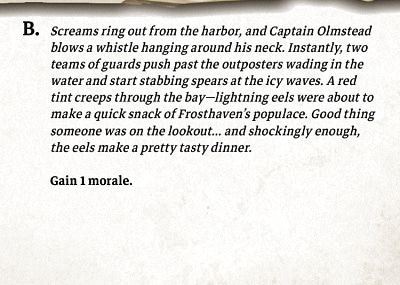 B. Screams ring out from the harbor, and Captain Olmstead
blows a whistle hanging around his neck. Instantly, two
teams of guards push past the outposters wading in the
water and start stabbing spears at the icy waves. A red
tint creeps through the bay—lightning eels were about to
make a quick snack of Frosthaven's populace. Good thing
someone was on the lookout... and shockingly enough,
the eels make a pretty tasty dinner.
Gain 1 morale.